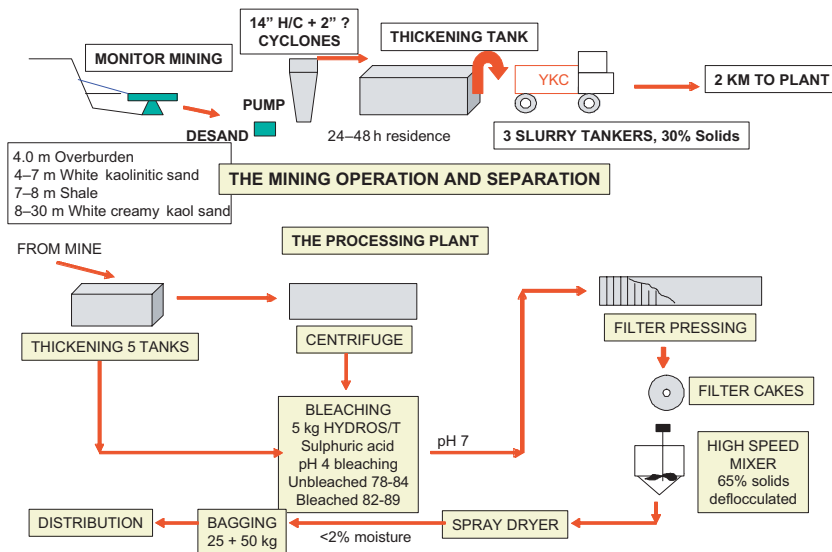 14” H/C + 2” ?
CYCLONES
THICKENING TANK
MONITOR MINING
YKC
2 KM TO PLANT
PUMP
DESAND
24–48 h residence
3 SLURRY TANKERS, 30% Solids
4.0 m Overburden
4–7 m White kaolinitic sand
7–8 m Shale
8–30 m White creamy kaol sand
THE MINING OPERATION AND SEPARATION
THE PROCESSING PLANT
FROM MINE
THICKENING 5 TANKS
CENTRIFUGE
FILTER PRESSING
FILTER CAKES
BLEACHING
5 kg HYDROS/T
Sulphuric acid
pH 4 bleaching
Unbleached 78-84
Bleached 82-89
pH 7
HIGH SPEED
MIXER
65% solids
deflocculated
DISTRIBUTION
BAGGING
25 + 50 kg
<2% moisture
SPRAY DRYER